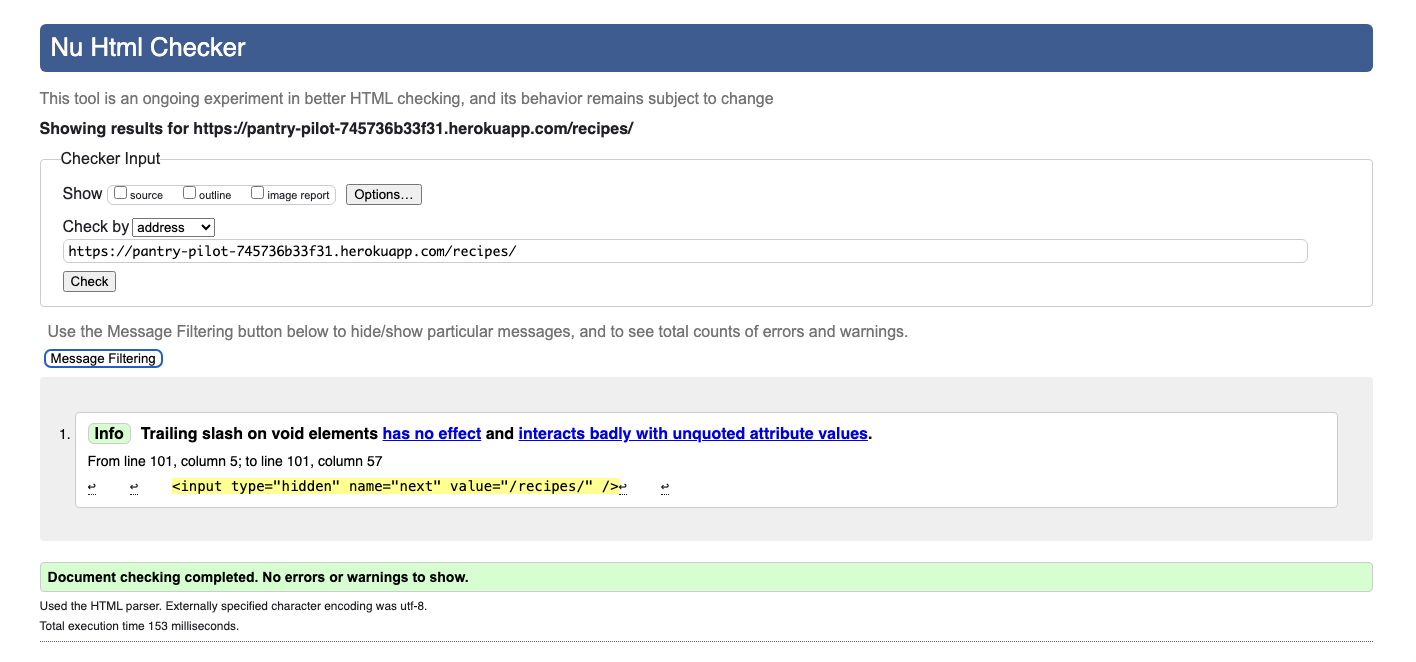 Nu Html Checker
This tool is an ongoing experiment in better HTML checking, and its behavior remains subject to change
Showing results for https://pantry-pilot-745736b33f31.herokuapp.com/recipes/
Checker Input
Show source outline image report Options...
Check by address
https://pantry-pilot-745736b33f31.herokuapp.com/recipes/
Check
Use the Message Filtering button below to hide/show particular messages, and to see total counts of errors and warnings.
Message Filtering
1. Info Trailing slash on void elements has no effect and interacts badly with unquoted attribute values.
From line 101, column 5; to line 101, column 57
↩ ↩ <input type="hidden" name="next" value="/recipes/" />↩ ↩
Document checking completed. No errors or warnings to show.
Used the HTML parser. Externally specified character encoding was utf-8.
Total execution time 153 milliseconds.